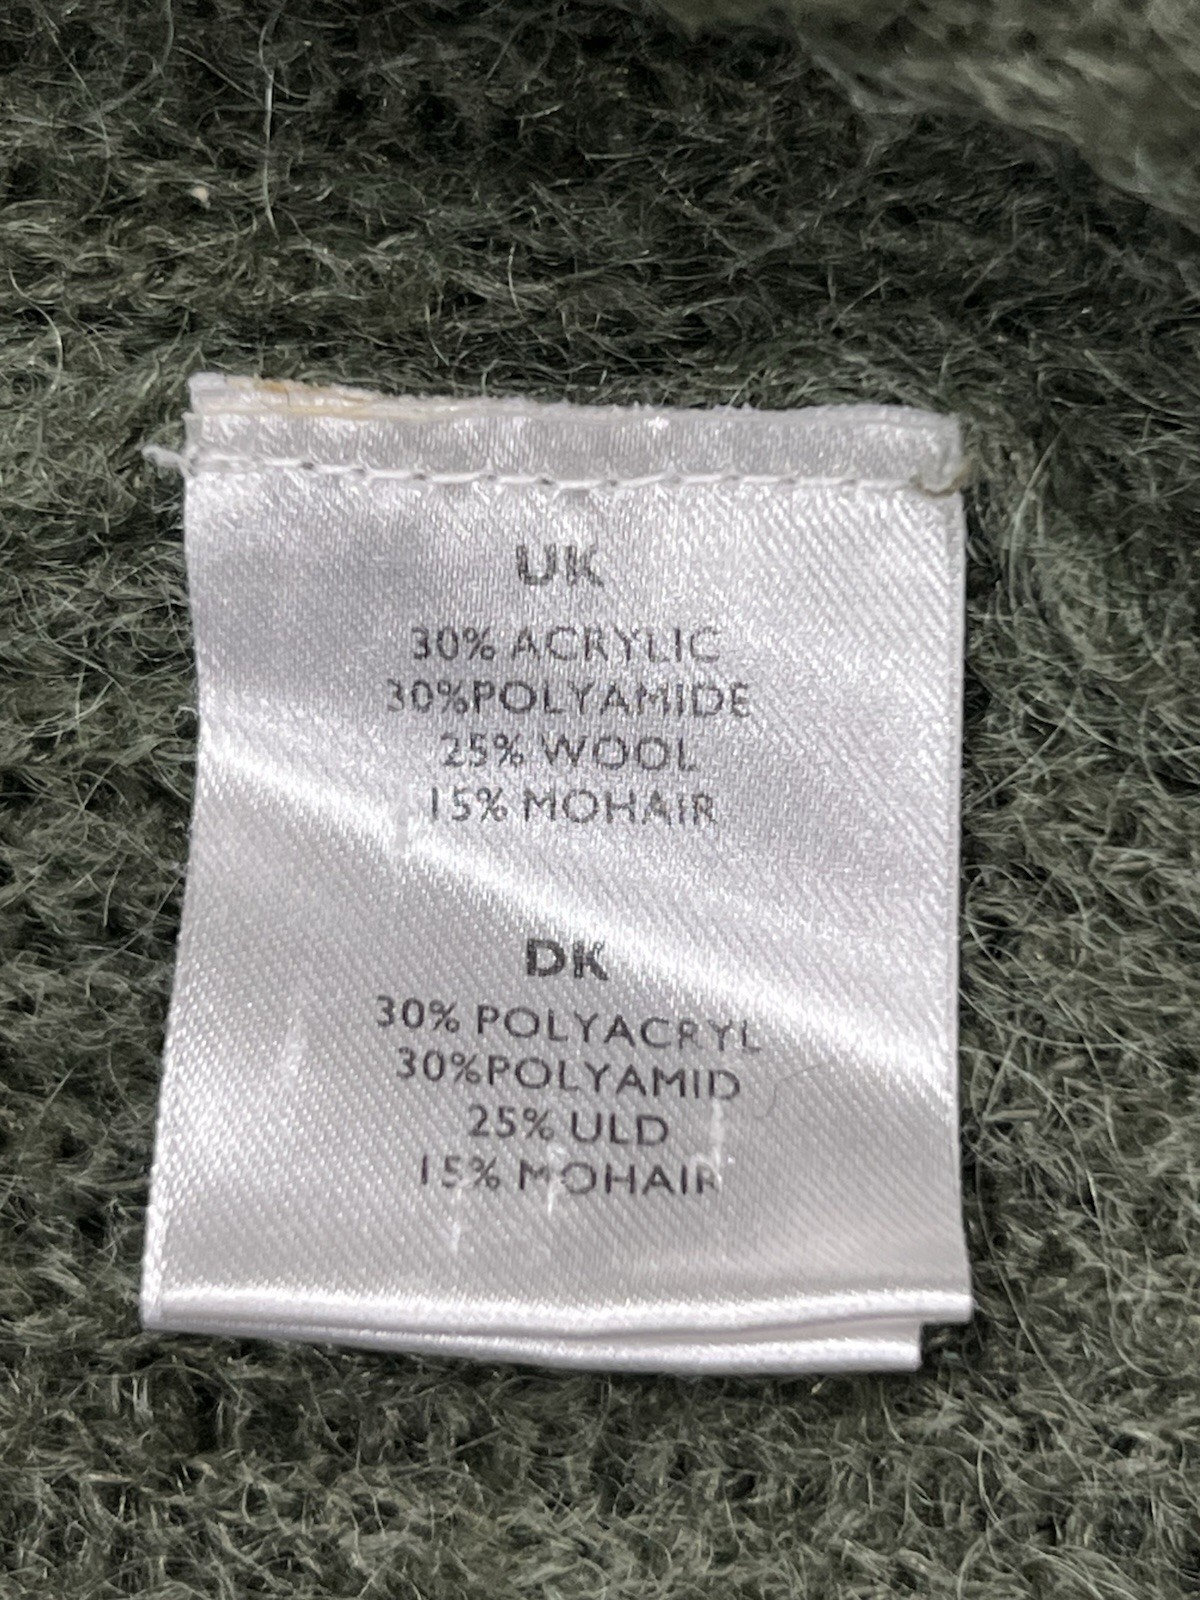 UK
30% ACRYLIC
30%POLYAMIDE
25% WOOL
15% MOHAIR
DK
30% POLYACRYL
30%POLYAMID
25% ULD
15% MOHAIR